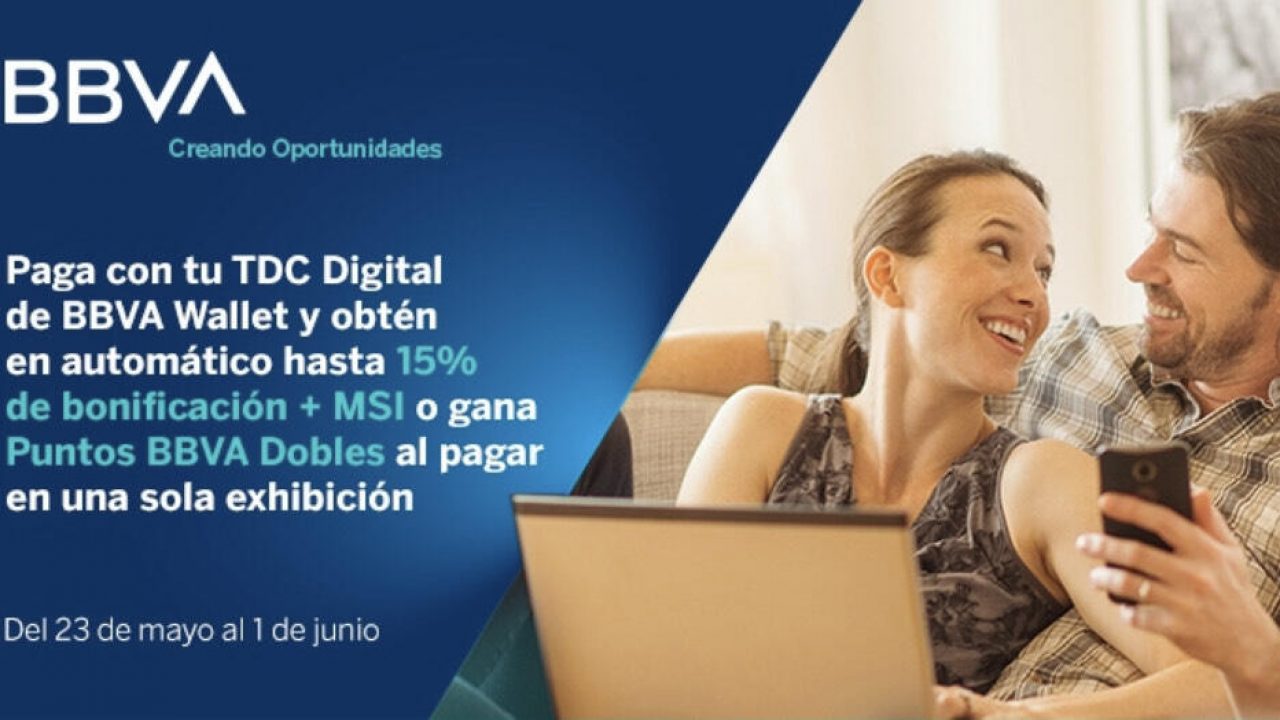 BBVA
Creando Oportunidades
Paga con tu TDC Digital
de BBVA Wallet y obtén
en automático hasta 15%
de bonificación + MSI o gana
Puntos BBVA Dobles al pagar
en una sola exhibición
Del 23 de mayo al 1 de junio